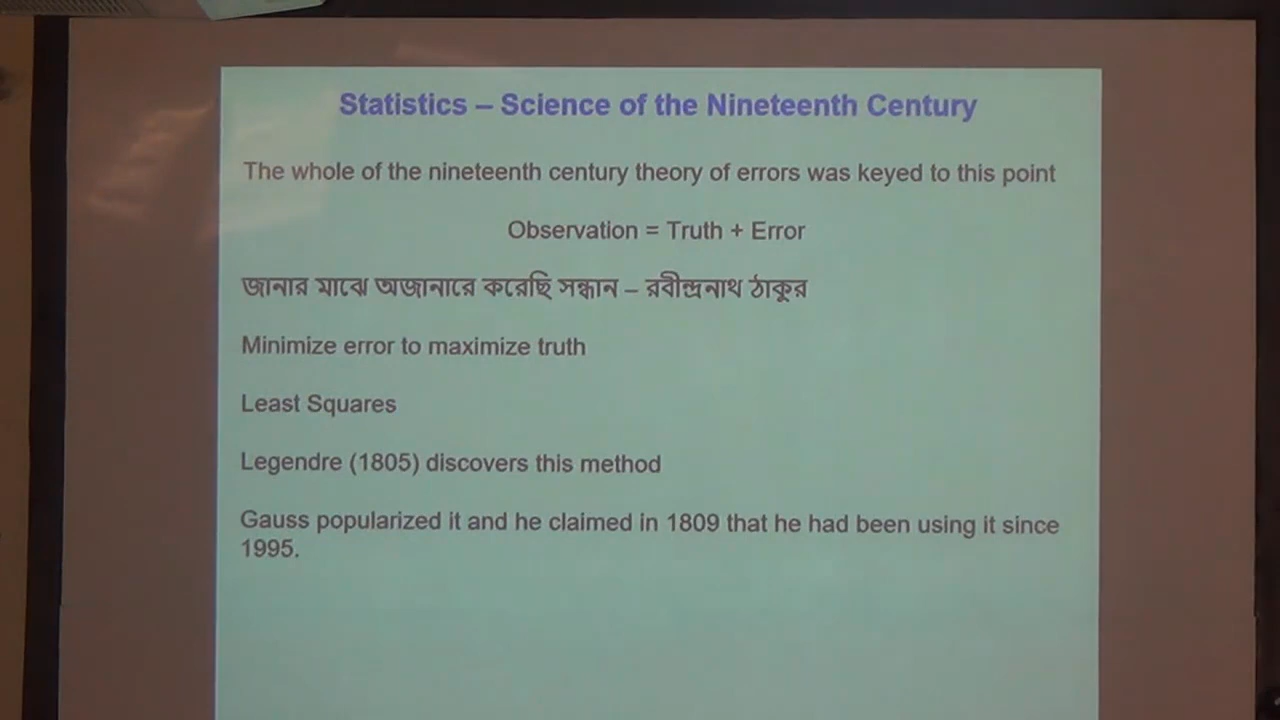 Statistics – Science of the Nineteenth Century
The whole of the nineteenth century theory of errors was keyed to this point
Observation = Truth + Error
জানার মাঝে অজানারে করেছি সন্ধান – রবীন্দ্রনাথ ঠাকুর
Minimize error to maximize truth
Least Squares
Legendre (1805) discovers this method
Gauss popularized it and he claimed in 1809 that he had been using it since
1995.